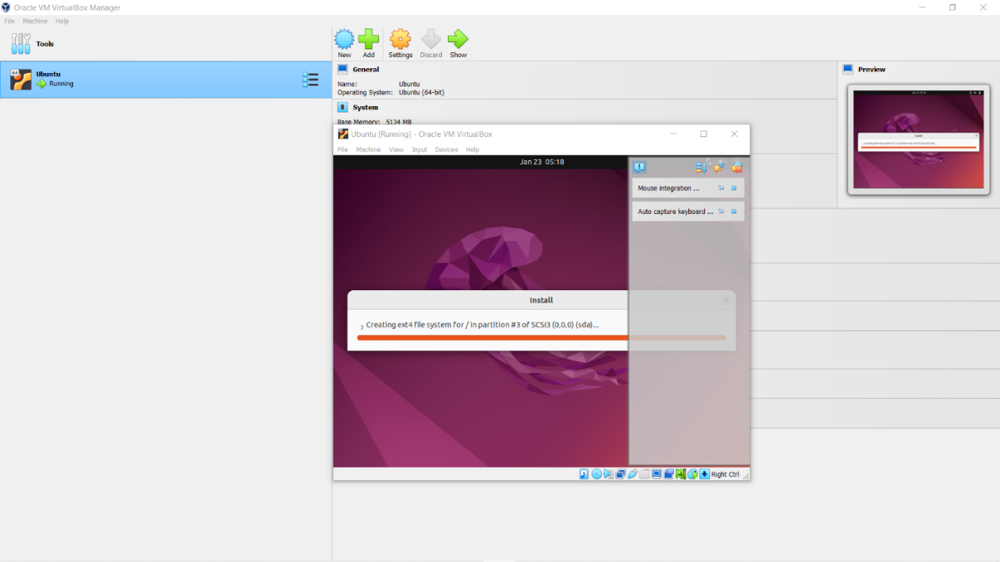 Oracle VM VirtualBox Manager
File Machine Help
Tools
New Add Settings Discard Show
64
Ubuntu
Running
General
Name: Ubuntu
Operating System: Ubuntu (64-bit)
System
Base Memory: 5134 MB
Preview
Ubuntu [Running] - Oracle VM VirtualBox
File Machine View Input Devices Help
Jan 23 05:18
Mouse integration ...
Auto capture keyboard ...
Install
Creating ext4 file system for / in partition #3 of SCSI3 (0,0,0) (sda)...
Right Ctrl